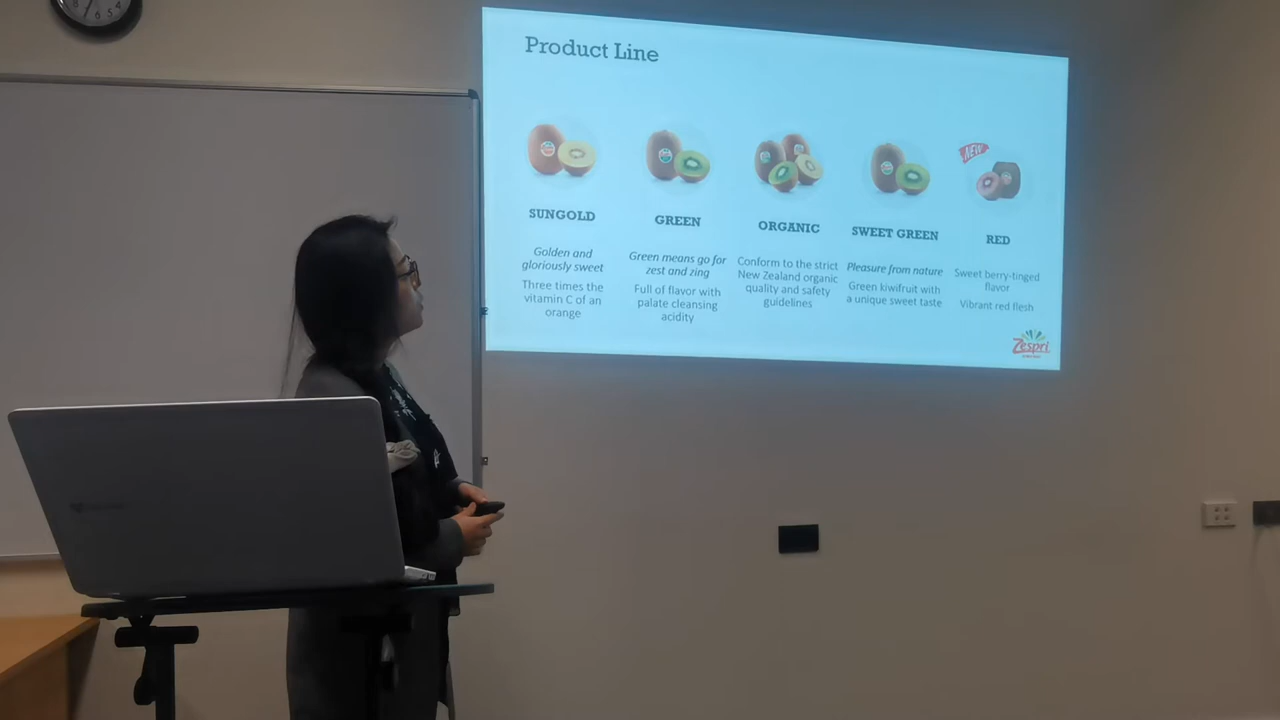 Product Line
NEW
SUNGOLD
Golden and
gloriously sweet
Three times the
vitamin C of an
orange
GREEN
Green means go for
zest and zing
Full of flavor with
palate cleansing
acidity
ORGANIC
Conform to the strict
New Zealand organic
quality and safety
guidelines
SWEET GREEN
Pleasure from nature
Green kiwifruit with
a unique sweet taste
RED
Sweet berry-tinged
flavor
Vibrant red flesh
Zespri